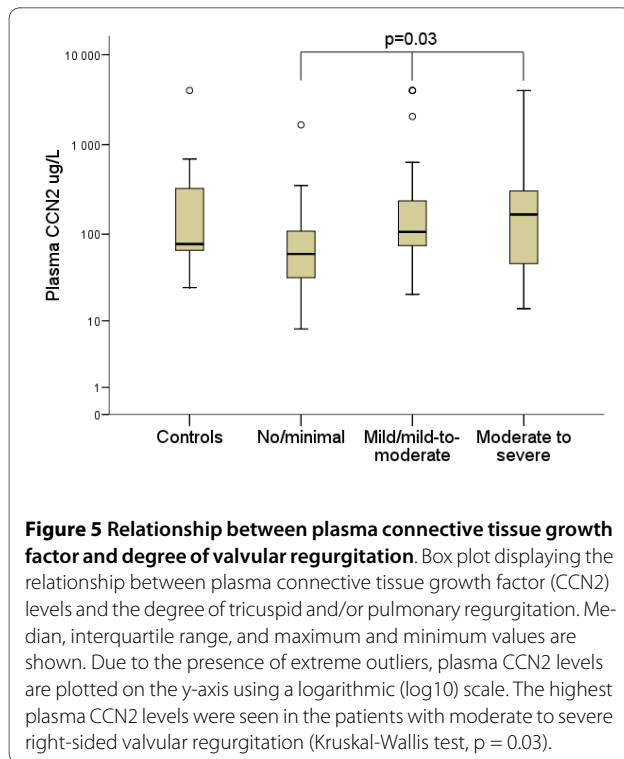 p=0.03
10 000
1 000
100
10
1
0
Plasma CCN2 ug/L
Controls
No/minimal
Mild/mild-to-
moderate
Moderate to
severe
Figure 5 Relationship between plasma connective tissue growth
factor and degree of valvular regurgitation. Box plot displaying the
relationship between plasma connective tissue growth factor (CCN2)
levels and the degree of tricuspid and/or pulmonary regurgitation. Me-
dian, interquartile range, and maximum and minimum values are
shown. Due to the presence of extreme outliers, plasma CCN2 levels
are plotted on the y-axis using a logarithmic (log10) scale. The highest
plasma CCN2 levels were seen in the patients with moderate to severe
right-sided valvular regurgitation (Kruskal-Wallis test, p = 0.03).